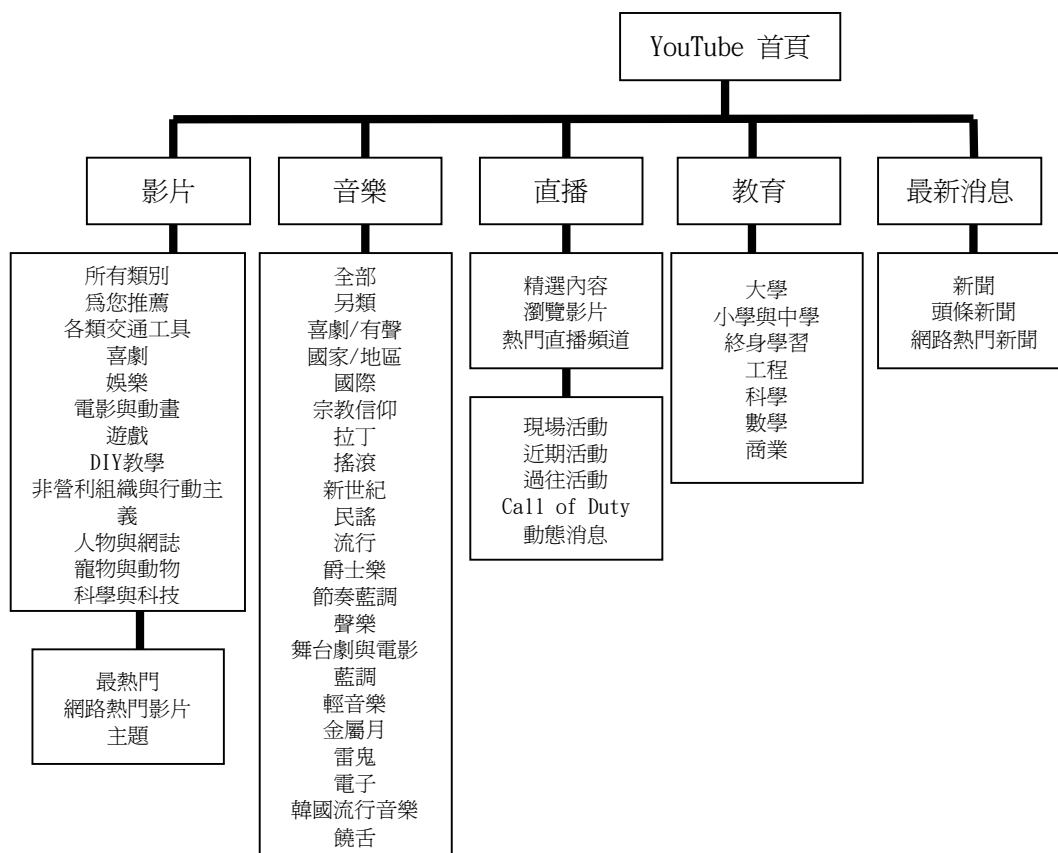 YouTube 首頁
影片
音樂
直播
教育
最新消息
所有類別
爲您推薦
各類交通工具
喜劇
娛樂
電影與動畫
遊戲
DIY教學
非營利組織與行動主
義
人物與網誌
寵物與動物
科學與科技
最熱門
網路熱門影片
主題
全部
另類
喜劇/有聲
國家/地區
國際
宗教信仰
拉丁
搖滾
新世紀
民謠
流行
爵士樂
節奏藍調
聲樂
舞台劇與電影
藍調
輕音樂
金屬月
雷鬼
電子
韓國流行音樂
饒舌
精選內容
瀏覽影片
熱門直播頻道
現場活動
近期活動
過往活動
Call of Duty
動態消息
大學
小學與中學
終身學習
工程
科學
數學
商業
新聞
頭條新聞
網路熱門新聞